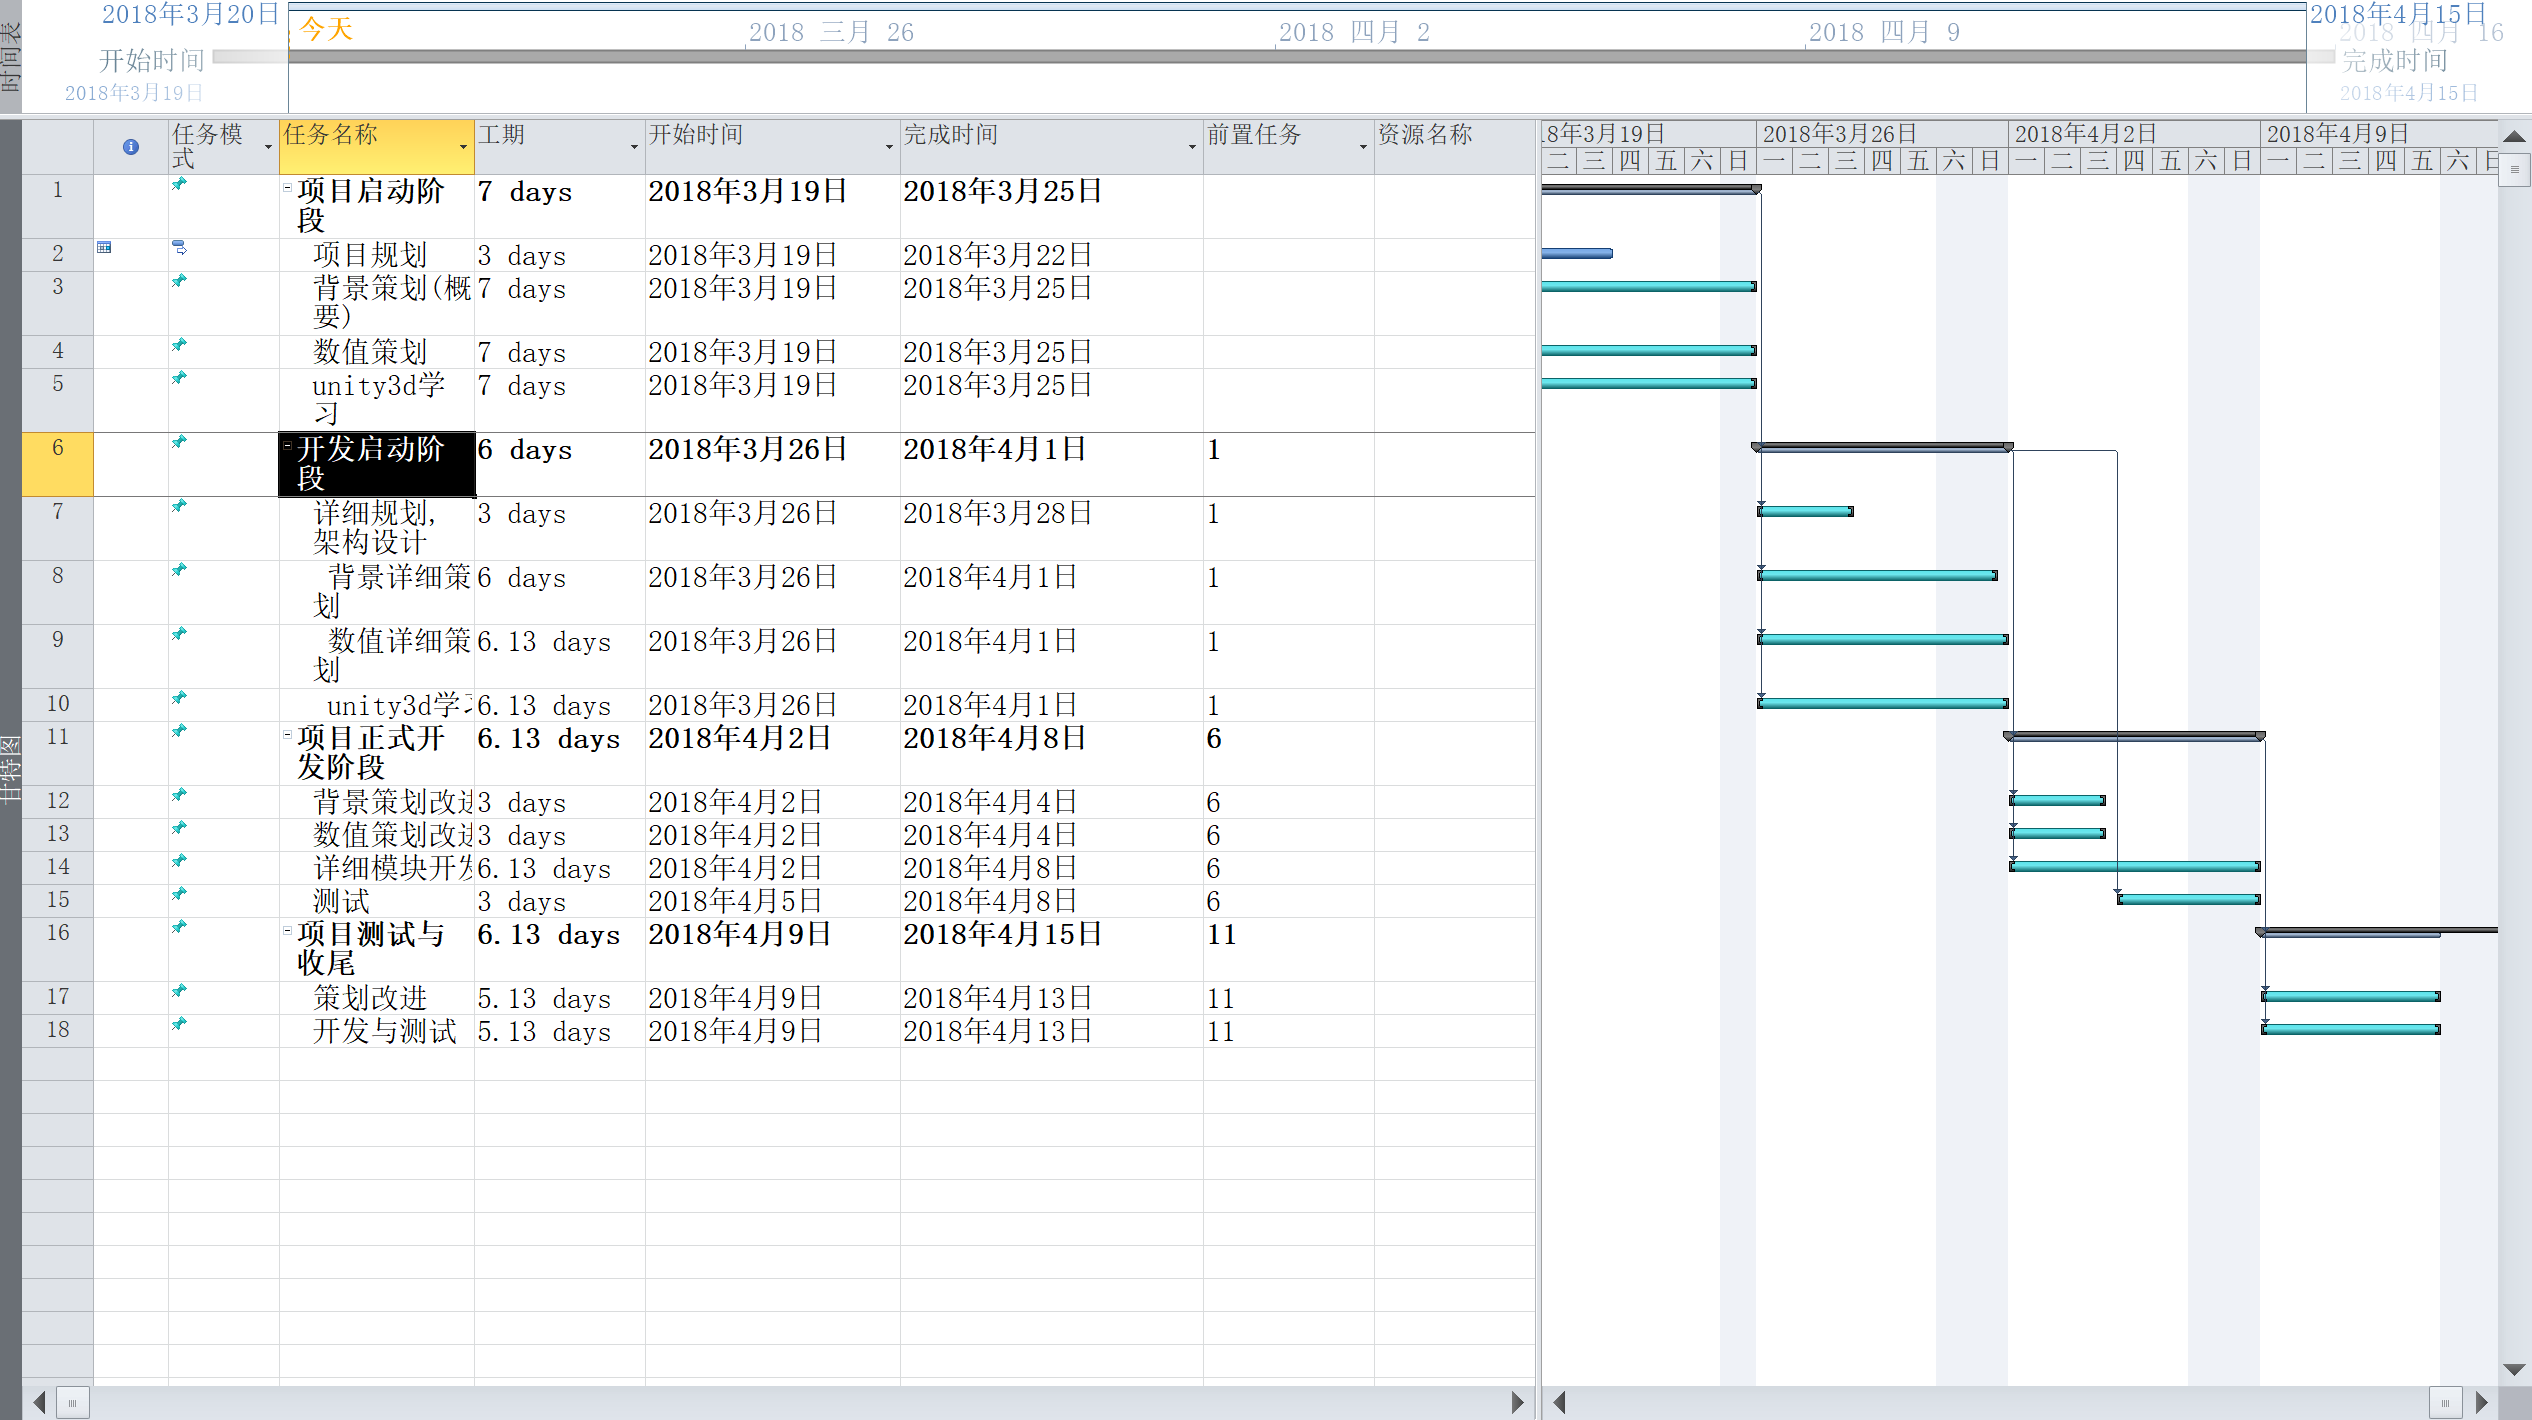 时间表
2018年3月20日
今天
2018 三月 26
2018 四月 2
2018 四月 9
2018年4月15日
2018 四月 16
开始时间
完成时间
2018年3月19日
2018年4月15日
甘特图
任务模式 任务名称 工期 开始时间 完成时间 前置任务 资源名称
1 项目启动阶段 7 days 2018年3月19日 2018年3月25日
2 项目规划 3 days 2018年3月19日 2018年3月22日
3 背景策划(概要) 7 days 2018年3月19日 2018年3月25日
4 数值策划 7 days 2018年3月19日 2018年3月25日
5 unity3d学习 7 days 2018年3月19日 2018年3月25日
6 开发启动阶段 6 days 2018年3月26日 2018年4月1日 1
7 详细规划,架构设计 3 days 2018年3月26日 2018年3月28日 1
8 背景详细策划 6 days 2018年3月26日 2018年4月1日 1
9 数值详细策划 6.13 days 2018年3月26日 2018年4月1日 1
10 unity3d学习 6.13 days 2018年3月26日 2018年4月1日 1
11 项目正式开发阶段 6.13 days 2018年4月2日 2018年4月8日 6
12 背景策划改进 3 days 2018年4月2日 2018年4月4日 6
13 数值策划改进 3 days 2018年4月2日 2018年4月4日 6
14 详细模块开发 6.13 days 2018年4月2日 2018年4月8日 6
15 测试 3 days 2018年4月5日 2018年4月8日 6
16 项目测试与收尾 6.13 days 2018年4月9日 2018年4月15日 11
17 策划改进 5.13 days 2018年4月9日 2018年4月13日 11
18 开发与测试 5.13 days 2018年4月9日 2018年4月13日 11
18年3月19日 2018年3月26日 2018年4月2日 2018年4月9日
二 三 四 五 六 日 一 二 三 四 五 六 日 一 二 三 四 五 六 日 一 二 三 四 五 六 日